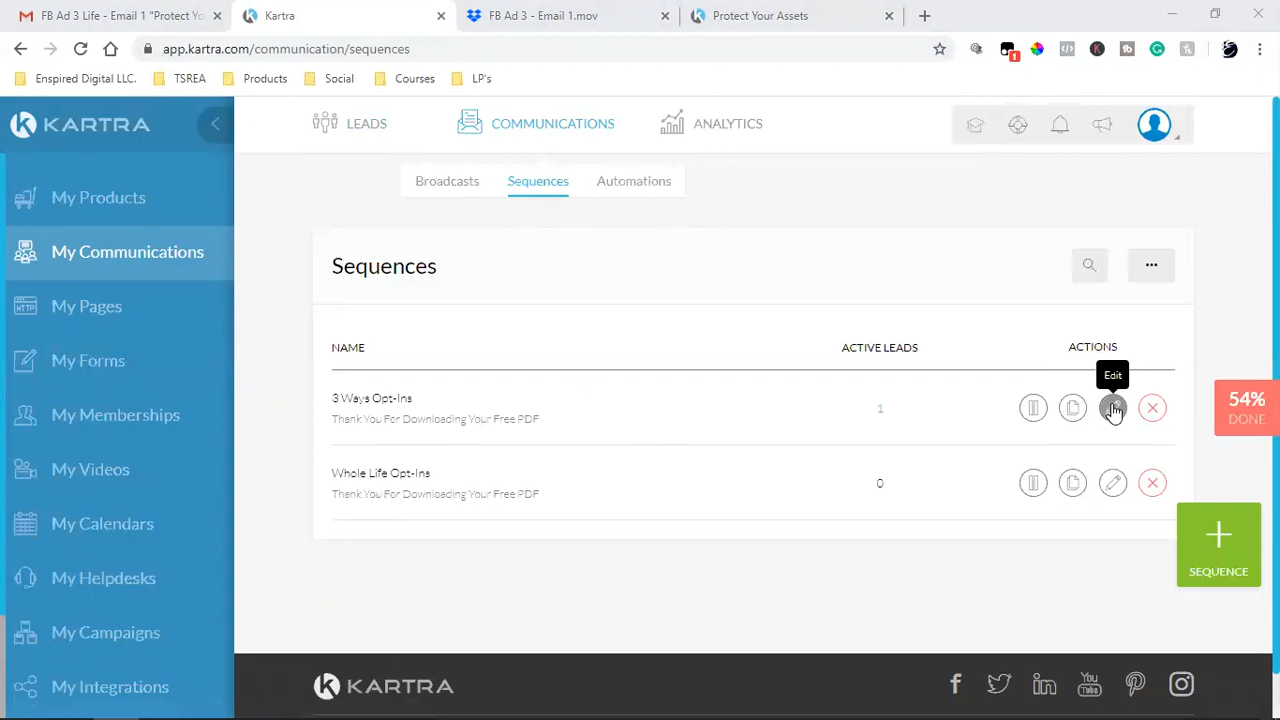 FB Ad 3 Life - Email 1 "Protect Yo
Kartra
FB Ad 3 - Email 1.mov
Protect Your Assets
app.kartra.com/communication/sequences
1
Enspired Digital LLC.
TSREA
Products
Social
Courses
LP's
KARTRA
LEADS
COMMUNICATIONS
ANALYTICS
Broadcasts
Sequences
Automations
My Products
My Communications
HTTP
My Pages
My Forms
My Memberships
My Videos
My Calendars
My Helpdesks
My Campaigns
My Integrations
Sequences
NAME
ACTIVE LEADS
ACTIONS
Edit
3 Ways Opt-Ins
Thank You For Downloading Your Free PDF
1
Whole Life Opt-Ins
Thank You For Downloading Your Free PDF
0
54%
DONE
SEQUENCE
KARTRA
You
Tube